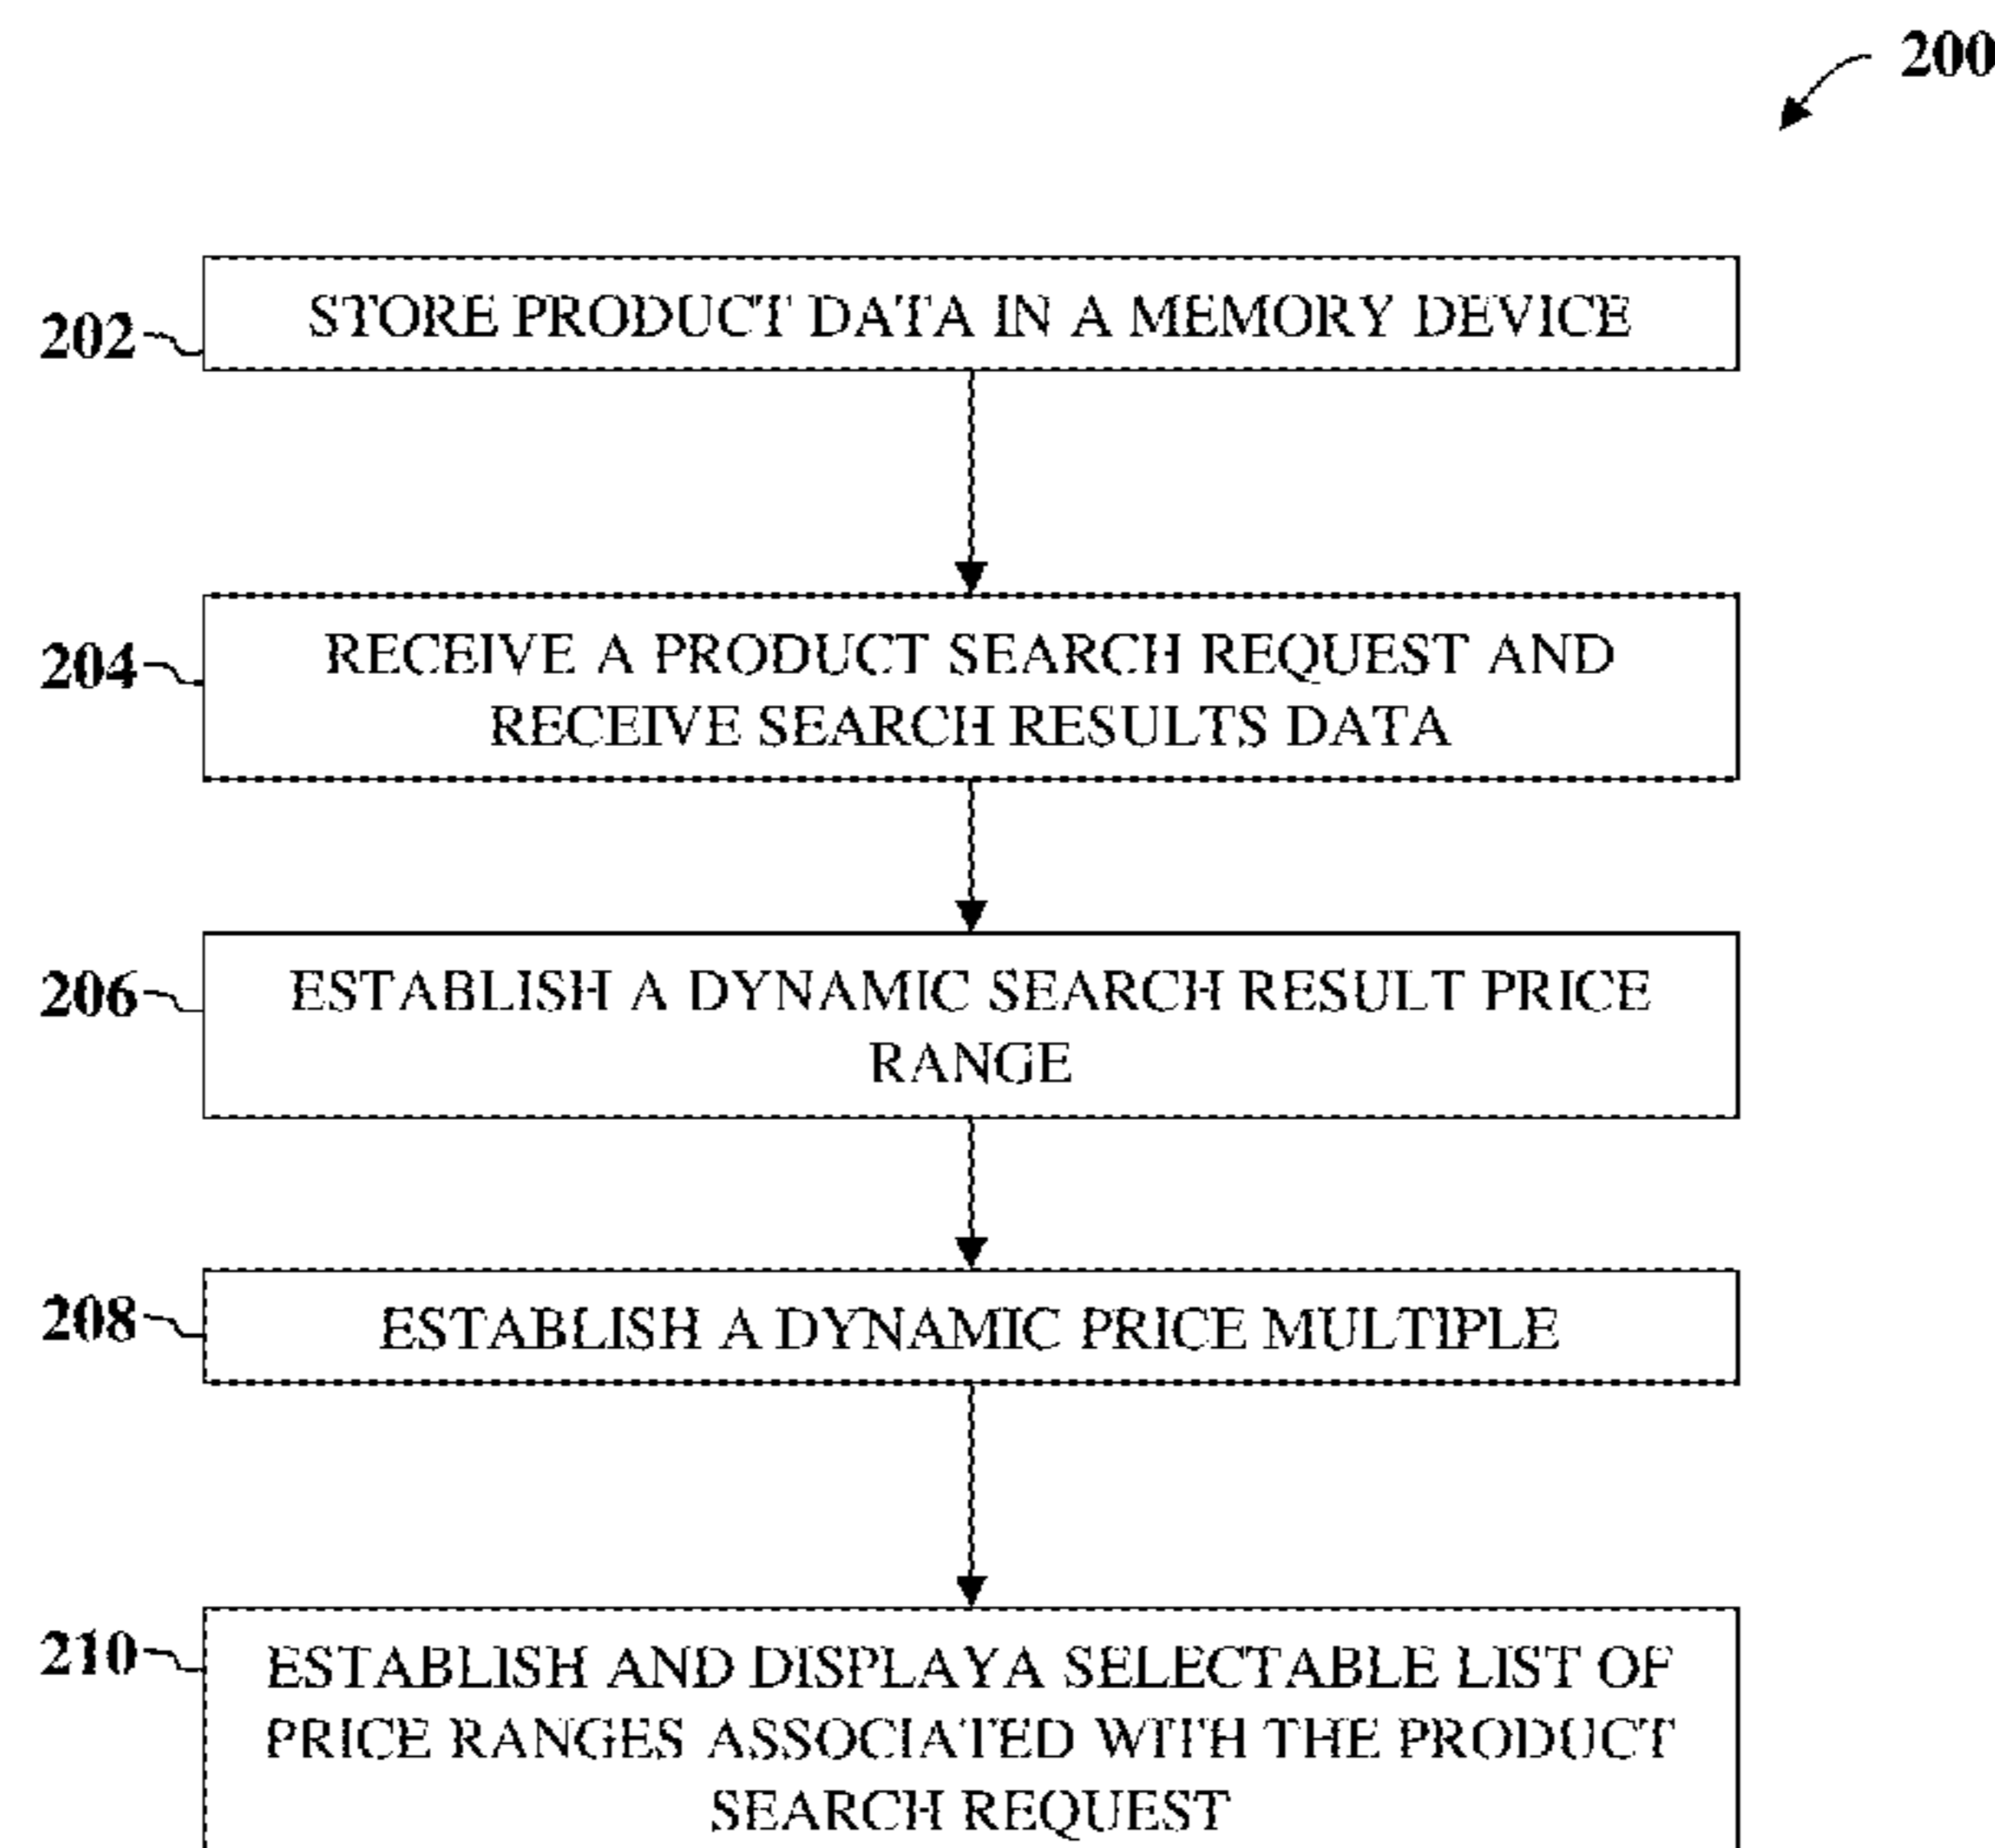 200
202
STORE PRODUCT DATA IN A MEMORY DEVICE
204
RECEIVE A PRODUCT SEARCH REQUEST AND
RECEIVE SEARCH RESULTS DATA
206
ESTABLISH A DYNAMIC SEARCH RESULT PRICE
RANGE
208
ESTABLISH A DYNAMIC PRICE MULTIPLE
210
ESTABLISH AND DISPLAYA SELECTABLE LIST OF
PRICE RANGES ASSOCIATED WITH THE PRODUCT
SEARCH REQUEST